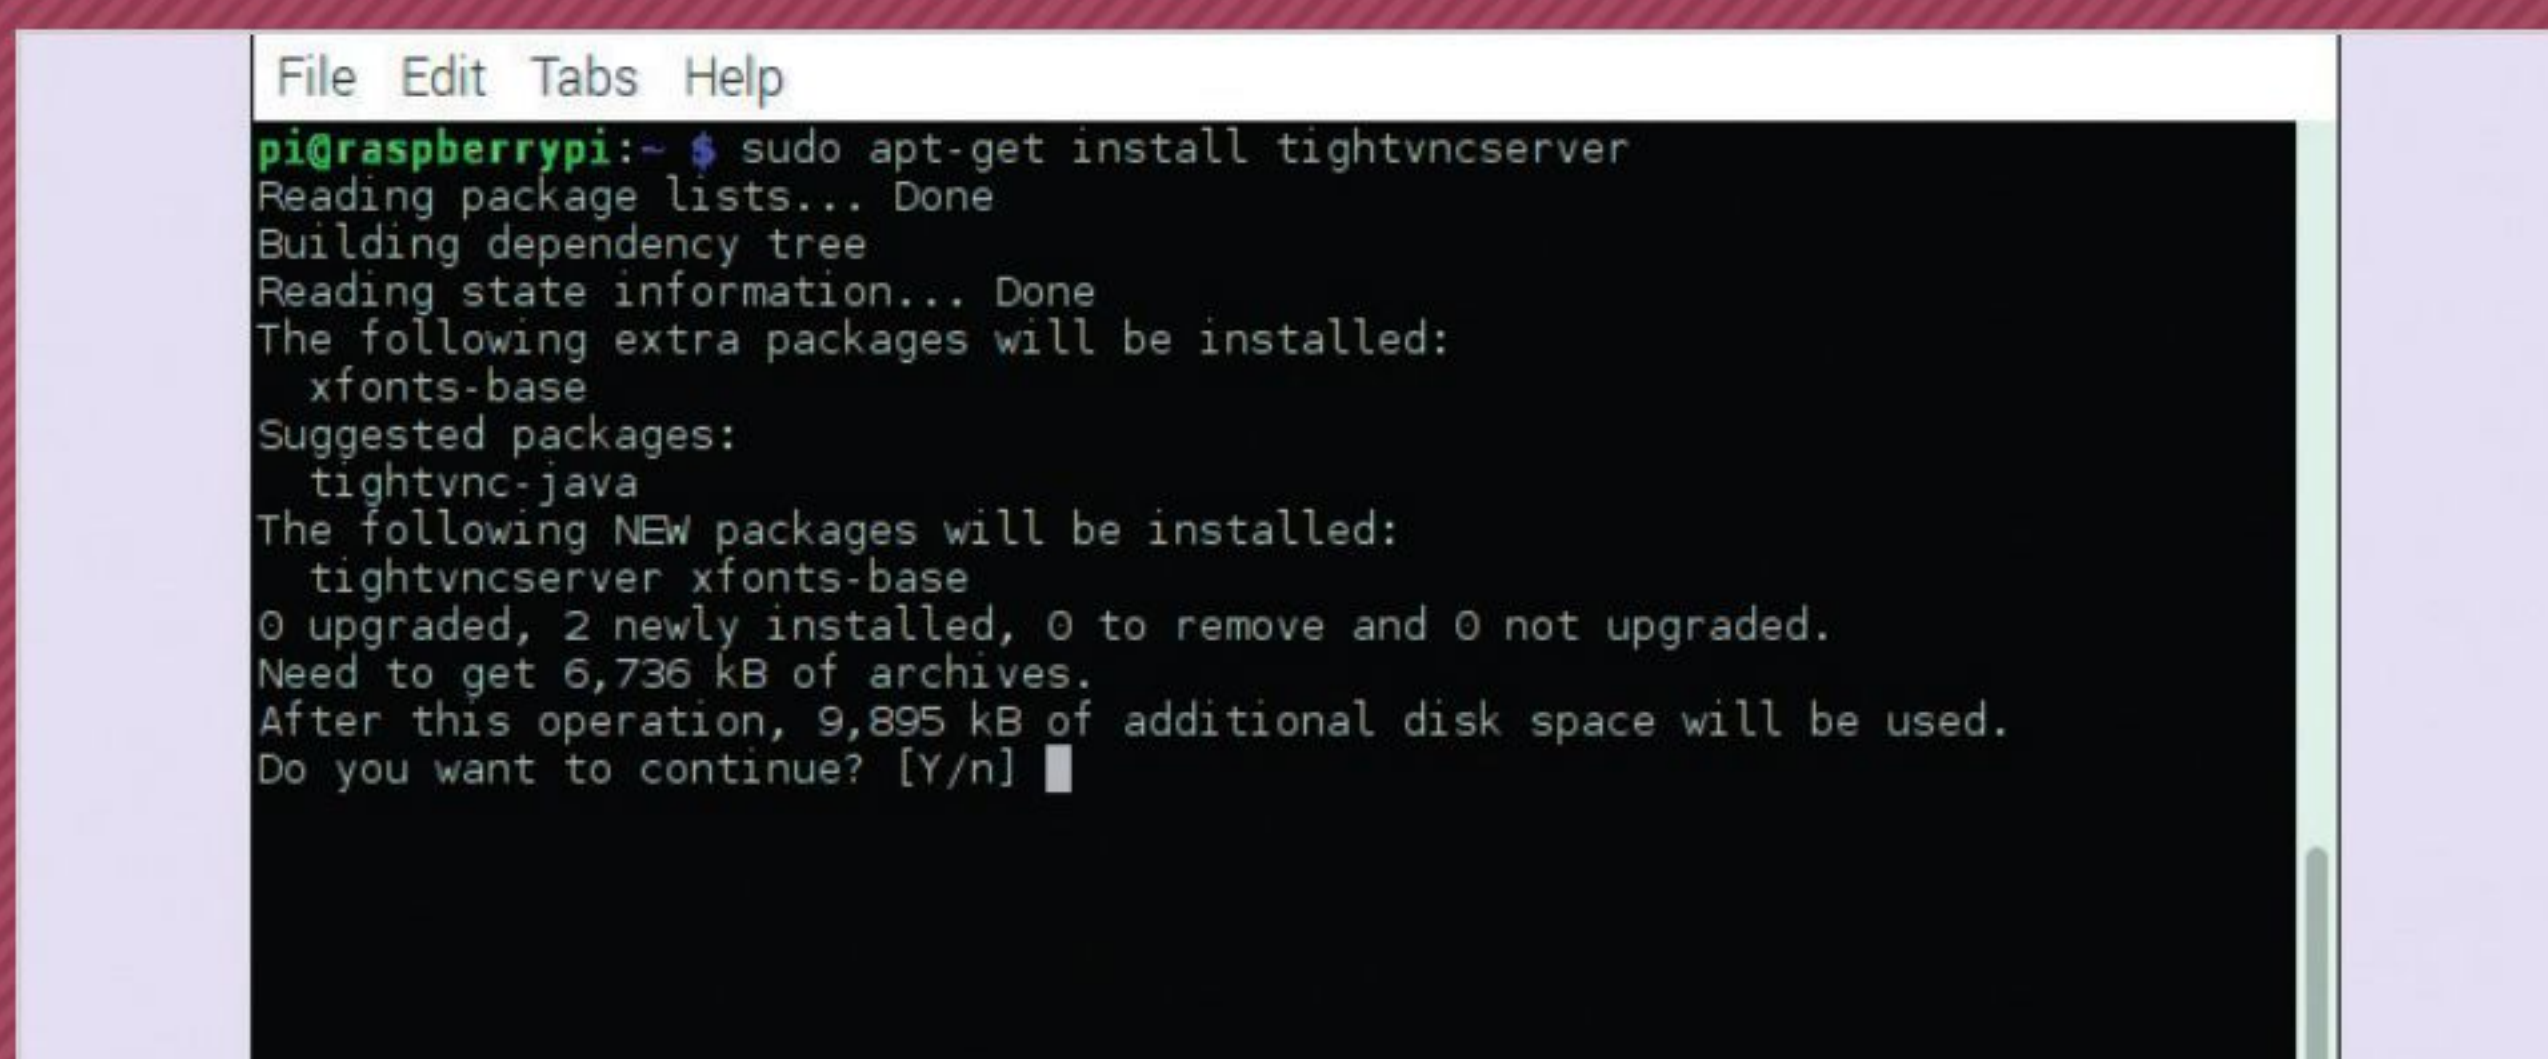 File Edit Tabs Help
pi@raspberrypi:~ $ sudo apt-get install tightvncserver
Reading package lists... Done
Building dependency tree
Reading state information... Done
The following extra packages will be installed:
  xfonts-base
Suggested packages:
  tightvnc-java
The following NEW packages will be installed:
  tightvncserver xfonts-base
0 upgraded, 2 newly installed, 0 to remove and 0 not upgraded.
Need to get 6,736 kB of archives.
After this operation, 9,895 kB of additional disk space will be used.
Do you want to continue? [Y/n]